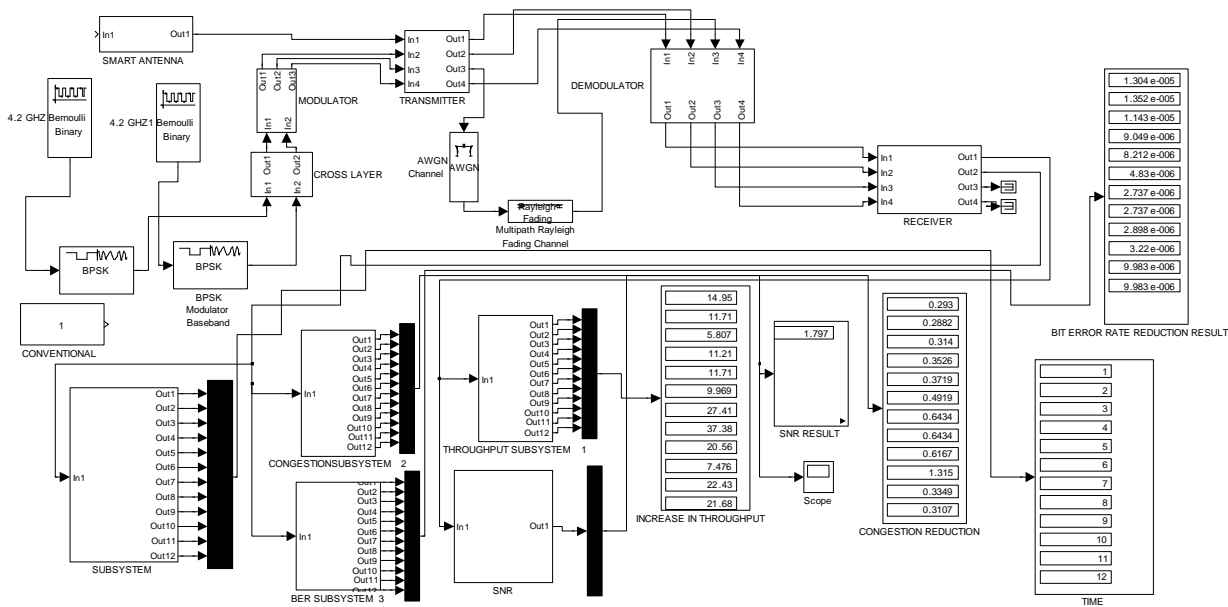 In1
Out1
SMART ANTENNA
4.2 GHZ Bernoulli
Binary
4.2 GHZ1 Bernoulli
Binary
Out1
Out2
Out3
In1
In2
MODULATOR
Out1
Out2
In1
In2
CROSS LAYER
BPSK
BPSK
BPSK
Modulator
Baseband
1
CONVENTIONAL
In1
In2
In3
In4
Out1
Out2
Out3
Out4
TRANSMITTER
AWGN
Channel
AWGN
Rayleigh
Fading
Multipath Rayleigh
Fading Channel
In1
In2
In3
In4
DEMODULATOR
Out1
Out2
Out3
Out4
In1
In2
In3
In4
Out1
Out2
Out3
Out4
RECEIVER
1.304 e-005
1.352 e-005
1.143 e-005
9.049 e-006
8.212 e-006
4.83 e-006
2.737 e-006
2.737 e-006
2.898 e-006
3.22 e-006
9.983 e-006
9.983 e-006
BIT ERROR RATE REDUCTION RESULT
In1
Out1
Out2
Out3
Out4
Out5
Out6
Out7
Out8
Out9
Out10
Out11
Out12
SUBSYSTEM
In1
Out1
Out2
Out3
Out4
Out5
Out6
Out7
Out8
Out9
Out10
Out11
Out12
CONGESTIONSUBSYSTEM 2
In1
Out1
Out2
Out3
Out4
Out5
Out6
Out7
Out8
Out9
Out10
Out11
Out12
BER SUBSYSTEM 3
In1
Out1
Out2
Out3
Out4
Out5
Out6
Out7
Out8
Out9
Out10
Out11
Out12
THROUGHPUT SUBSYSTEM 1
In1
Out1
SNR
14.95
11.71
5.807
11.21
11.71
9.969
27.41
37.38
20.56
7.476
22.43
21.68
INCREASE IN THROUGHPUT
1.797
SNR RESULT
Scope
0.293
0.2882
0.314
0.3526
0.3719
0.4919
0.6434
0.6434
0.6167
1.315
0.3349
0.3107
CONGESTION REDUCTION
1
2
3
4
5
6
7
8
9
10
11
12
TIME